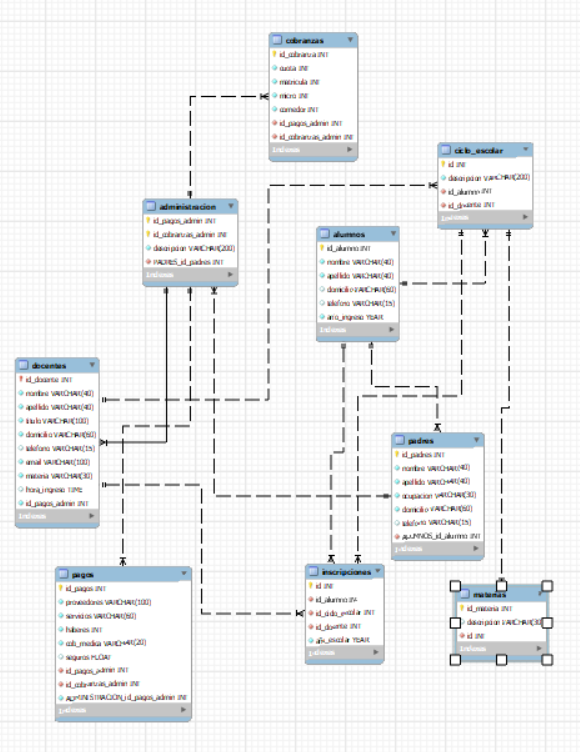 cobranzas
id_cobranza INT
cuota INT
matricula INT
micro INT
comedor INT
id_pagos_admin INT
id_cobranzas_admin INT
Indexes
ciclo_escolar
id INT
descripcion VARCHAR(200)
id_alumno INT
id_docente INT
Indexes
administracion
id_pagos_admin INT
id_cobranzas_admin INT
descripcion VARCHAR(200)
PADRES_id_padres INT
Indexes
alumnos
id_alumno INT
nombre VARCHAR(40)
apellido VARCHAR(40)
domicilio VARCHAR(60)
telefono VARCHAR(15)
ano_ingreso YEAR
Indexes
docentes
id_docente INT
nombre VARCHAR(40)
apellido VARCHAR(40)
titulo VARCHAR(100)
domicilio VARCHAR(60)
telefono VARCHAR(15)
email VARCHAR(100)
materia VARCHAR(30)
hora_ingreso TIME
id_pagos_admin INT
Indexes
padres
id_padres INT
nombre VARCHAR(40)
apellido VARCHAR(40)
ocupacion VARCHAR(30)
domicilio VARCHAR(60)
telefono VARCHAR(15)
ALUMNOS_id_alumno INT
Indexes
pagos
id_pagos INT
proveedores VARCHAR(100)
servicios VARCHAR(60)
haberes INT
cob_medica VARCHAR(20)
seguros FLOAT
id_pagos_admin INT
id_cobranzas_admin INT
ADMINISTRACION_id_pagos_admin INT
Indexes
inscripciones
id INT
id_alumno INT
id_ciclo_escolar INT
id_docente INT
año_escolar YEAR
Indexes
materias
id_materia INT
descripcion VARCHAR(30
id INT
Indexes